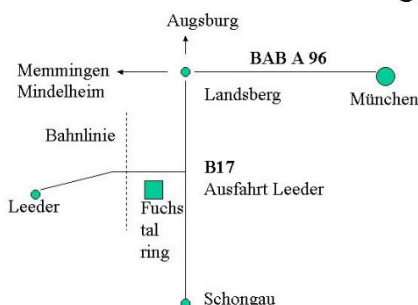 Augsburg
BAB A 96
Memmingen
Mindelheim
Landsberg
München
Bahnlinie
B17
Ausfahrt Leeder
Leeder
Fuchs
tal
ring
Schongau